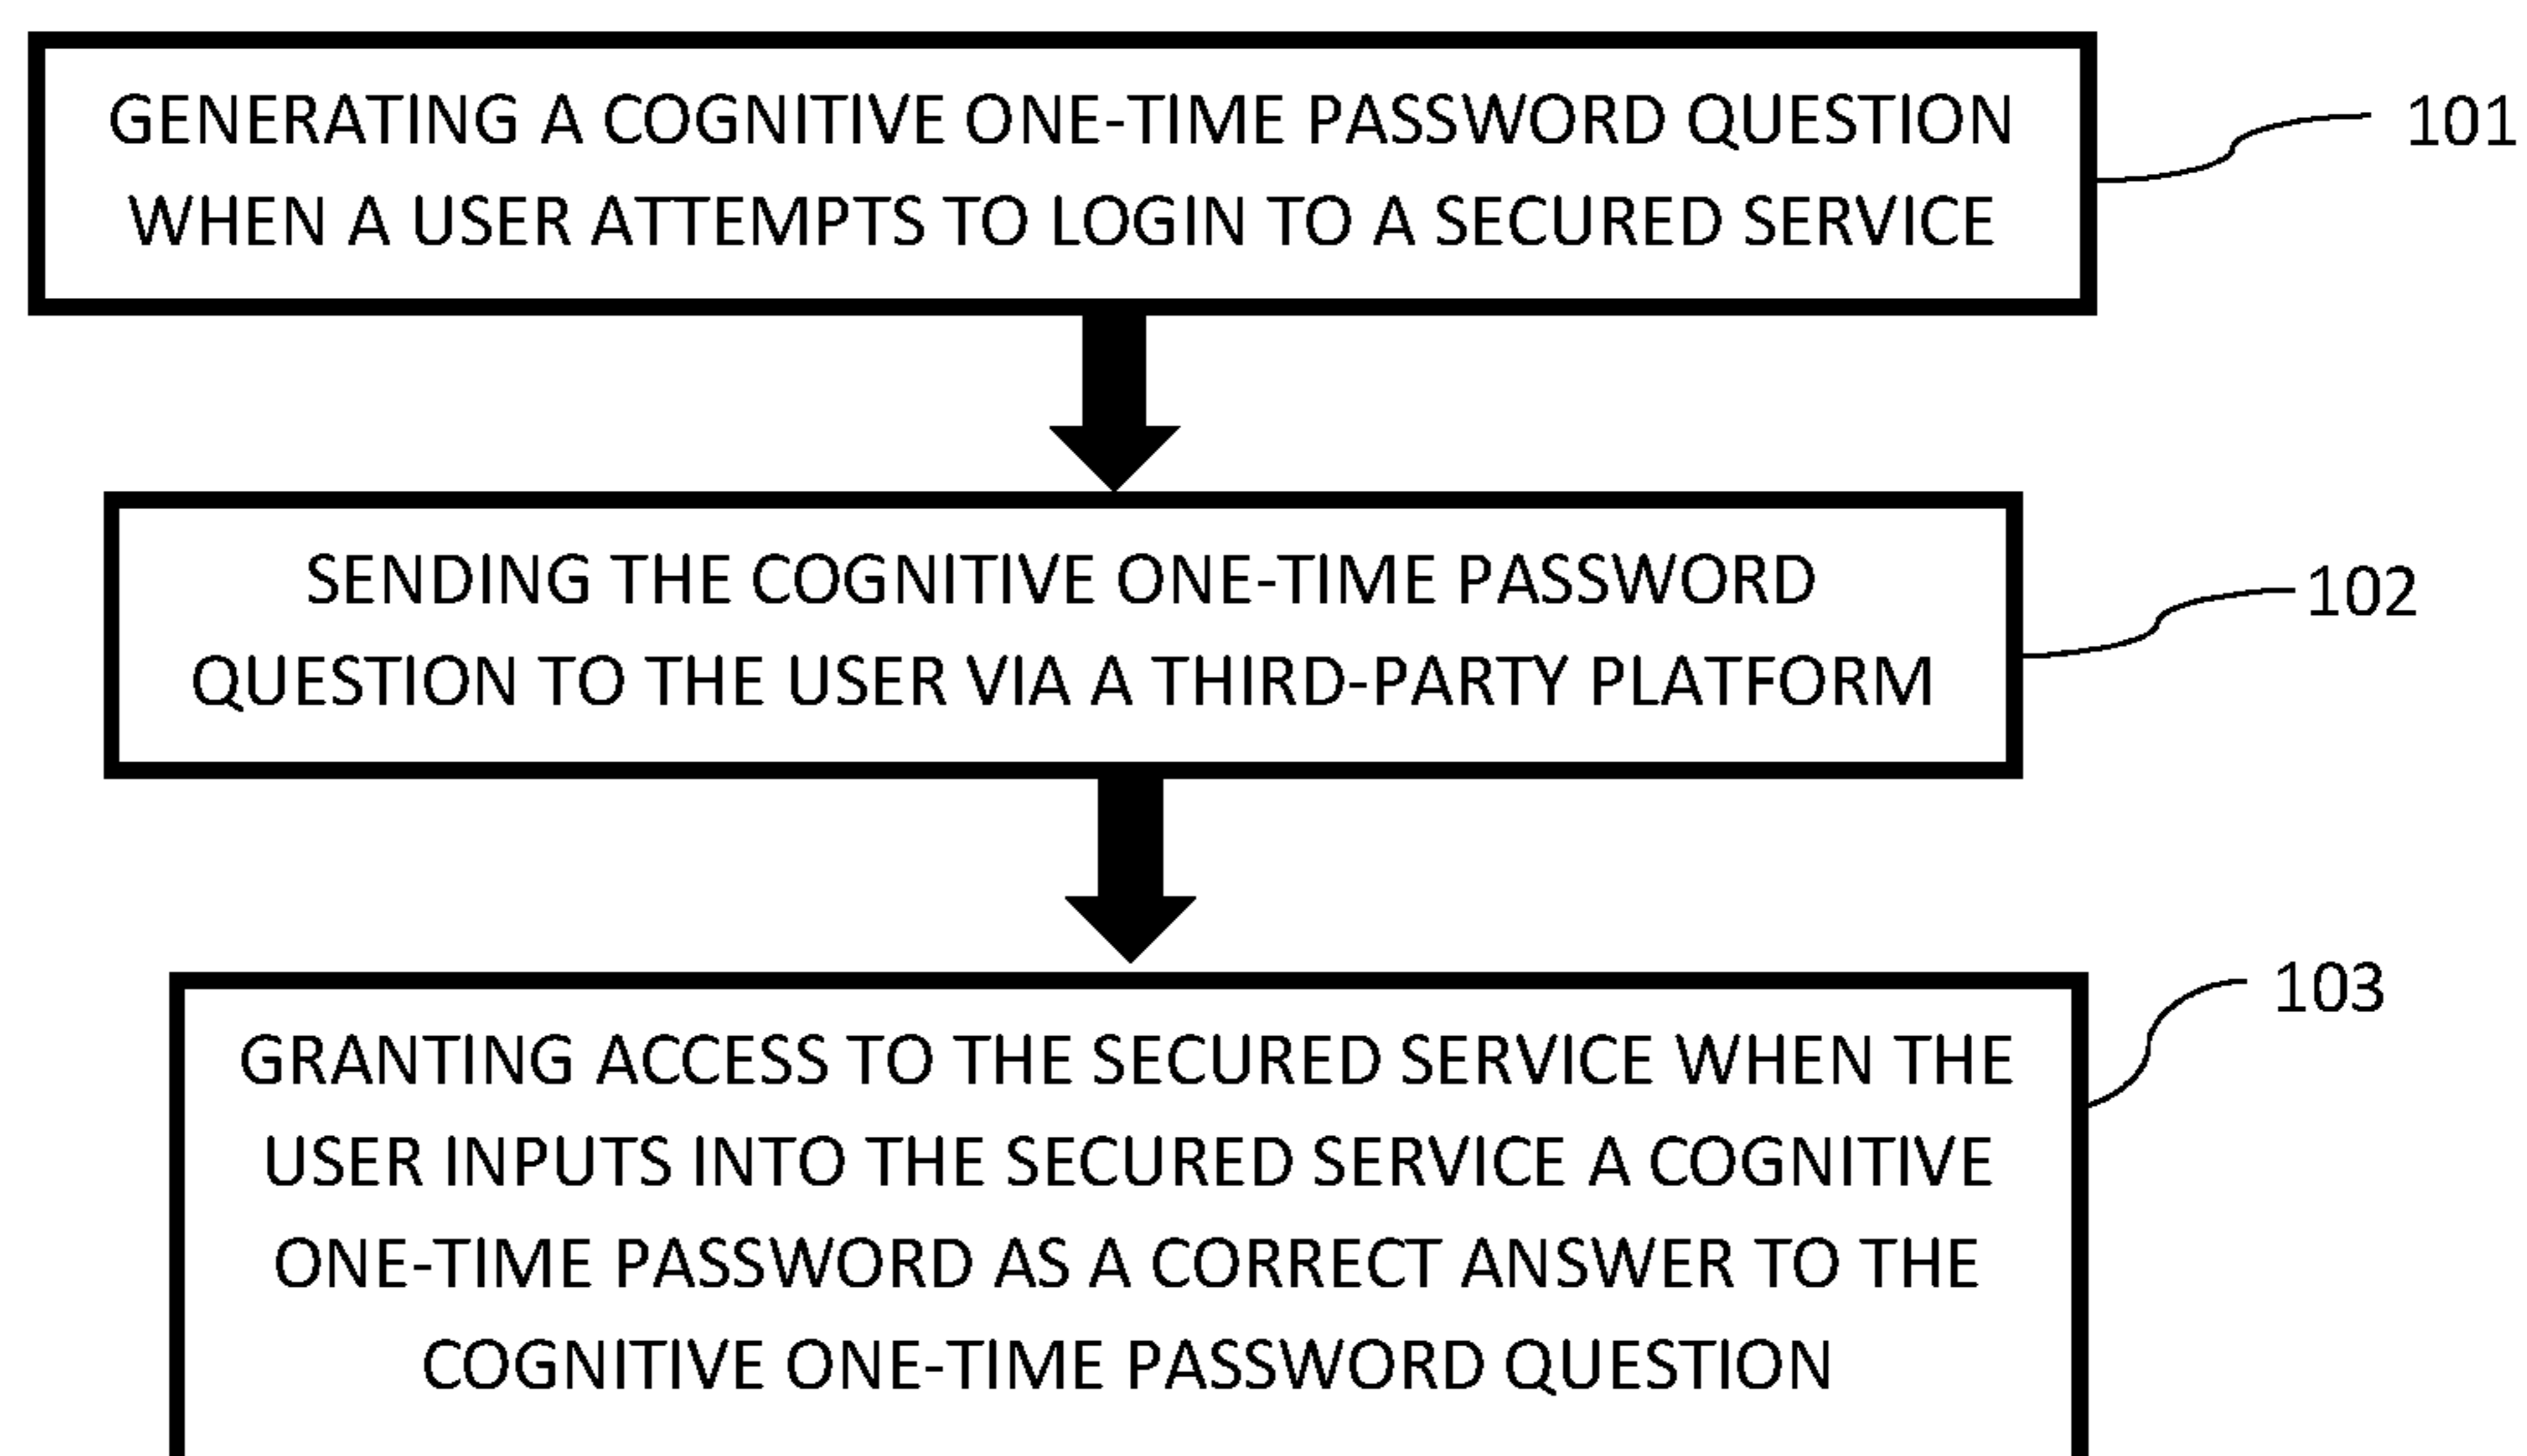 GENERATING A COGNITIVE ONE-TIME PASSWORD QUESTION
WHEN A USER ATTEMPTS TO LOGIN TO A SECURED SERVICE
101
SENDING THE COGNITIVE ONE-TIME PASSWORD
QUESTION TO THE USER VIA A THIRD-PARTY PLATFORM
102
GRANTING ACCESS TO THE SECURED SERVICE WHEN THE
USER INPUTS INTO THE SECURED SERVICE A COGNITIVE
ONE-TIME PASSWORD AS A CORRECT ANSWER TO THE
COGNITIVE ONE-TIME PASSWORD QUESTION
103